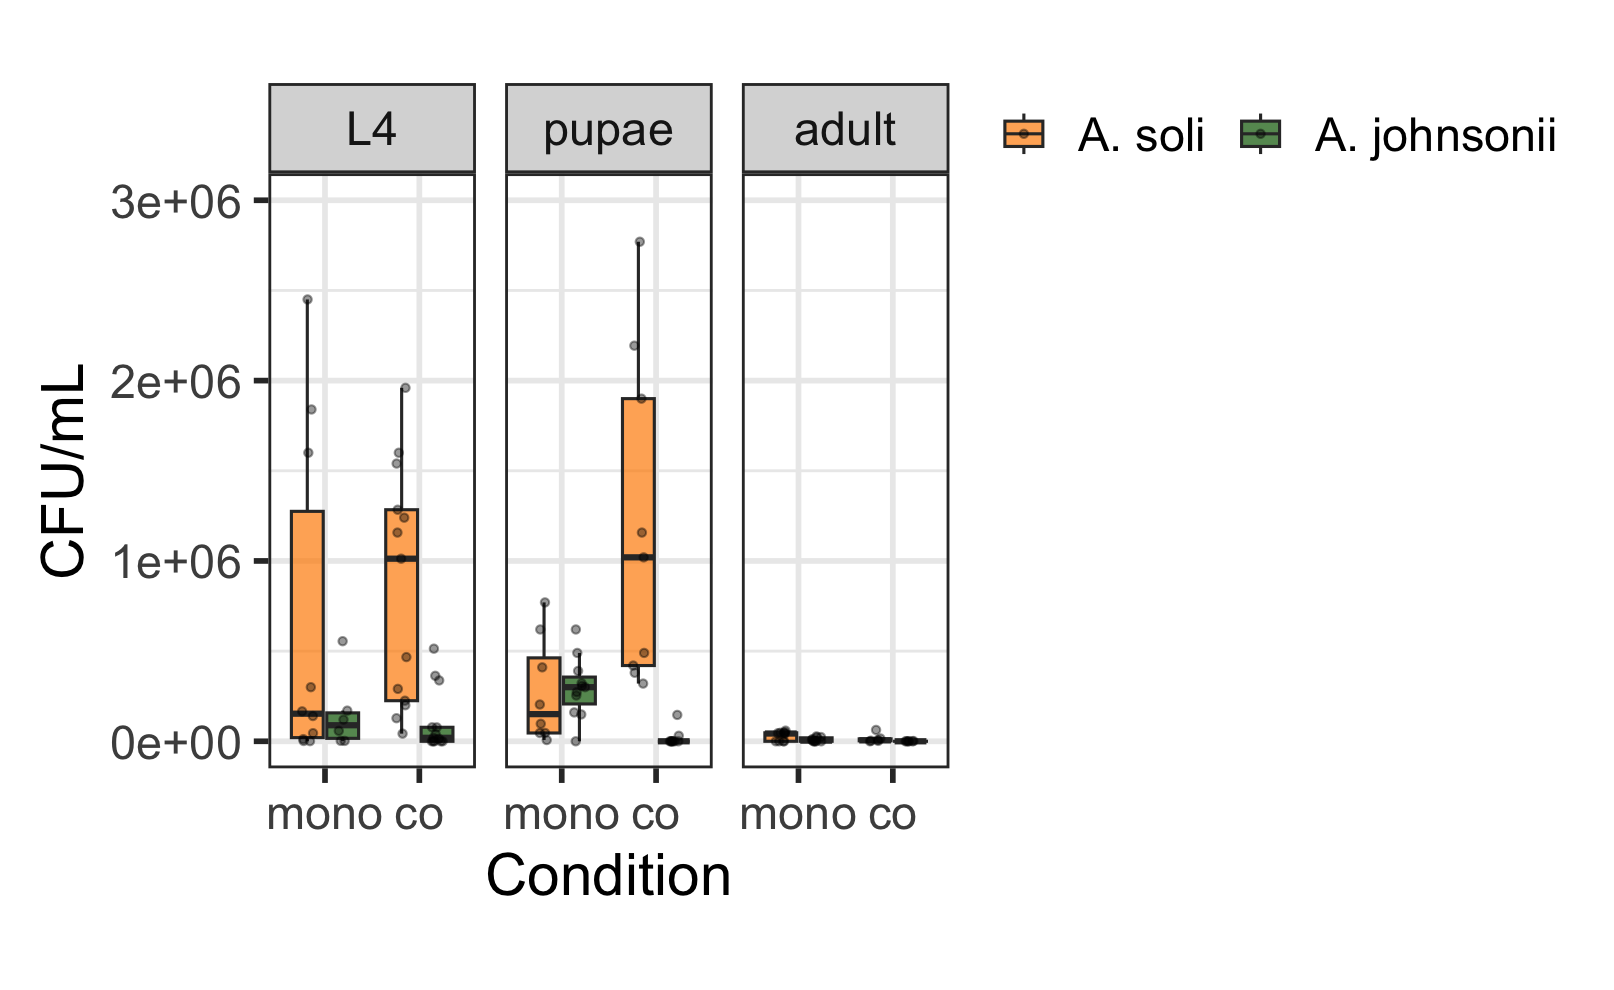 L4 pupae adult
A. soli A. johnsonii
3e+06
2e+06
1e+06
0e+00
CFU/mL
mono co mono co mono co
Condition